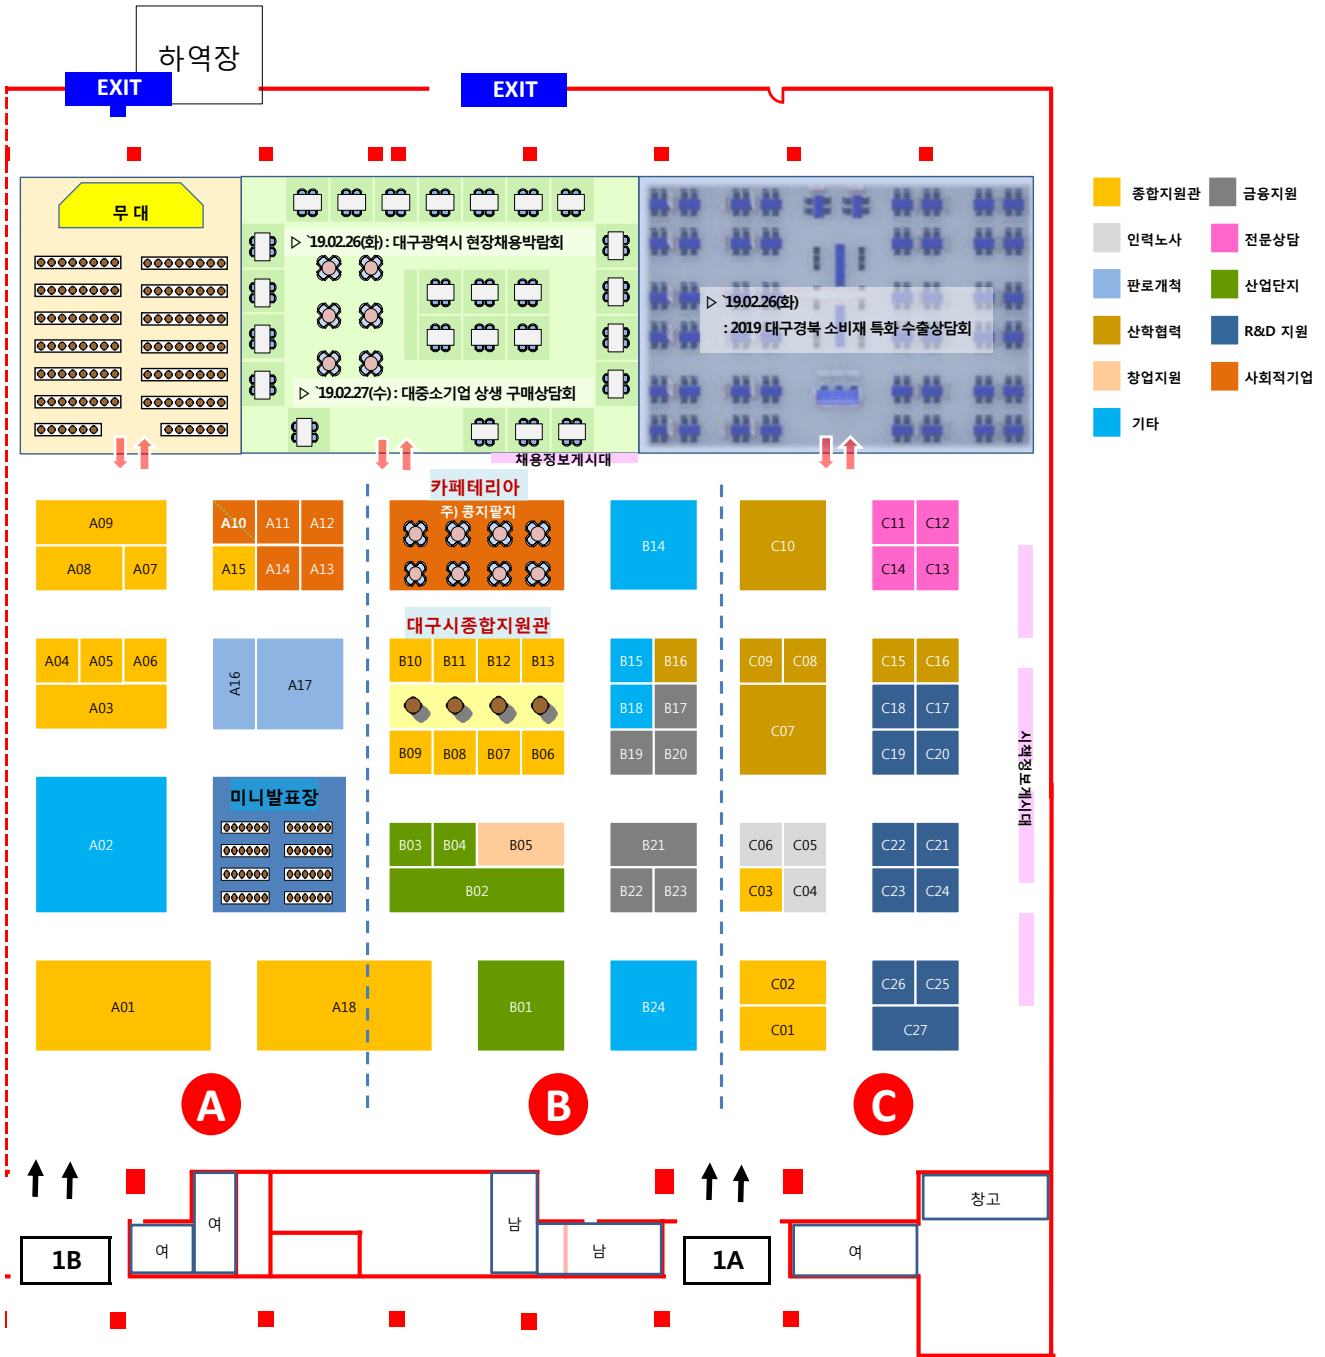 하역장
EXIT
EXIT
무대
▷ `19.02.26(화) : 대구광역시 현장채용박람회
▷ `19.02.27(수) : 대중소기업 상생 구매상담회
▷ `19.02.26(화)
: 2019 대구경북 소비재 특화 수출상담회
채용정보게시대
종합지원관
금융지원
인력노사
전문상담
판로개척
산업단지
산학협력
R&D 지원
창업지원
사회적기업
기타
카페테리아
주) 콩지팥지
A09
A08
A07
A10
A11
A12
A15
A14
A13
B14
C10
C11
C12
C14
C13
대구시종합지원관
A04
A05
A06
A03
A16
A17
B10
B11
B12
B13
B09
B08
B07
B06
B15
B16
B18
B17
B19
B20
C09
C08
C07
C15
C16
C18
C17
C19
C20
시책정보게시대
A02
미니발표장
B03
B04
B05
B02
B21
B22
B23
C06
C05
C03
C04
C22
C21
C23
C24
A01
A18
B01
B24
C02
C01
C26
C25
C27
A
B
C
1B
여
여
남
남
1A
여
창고